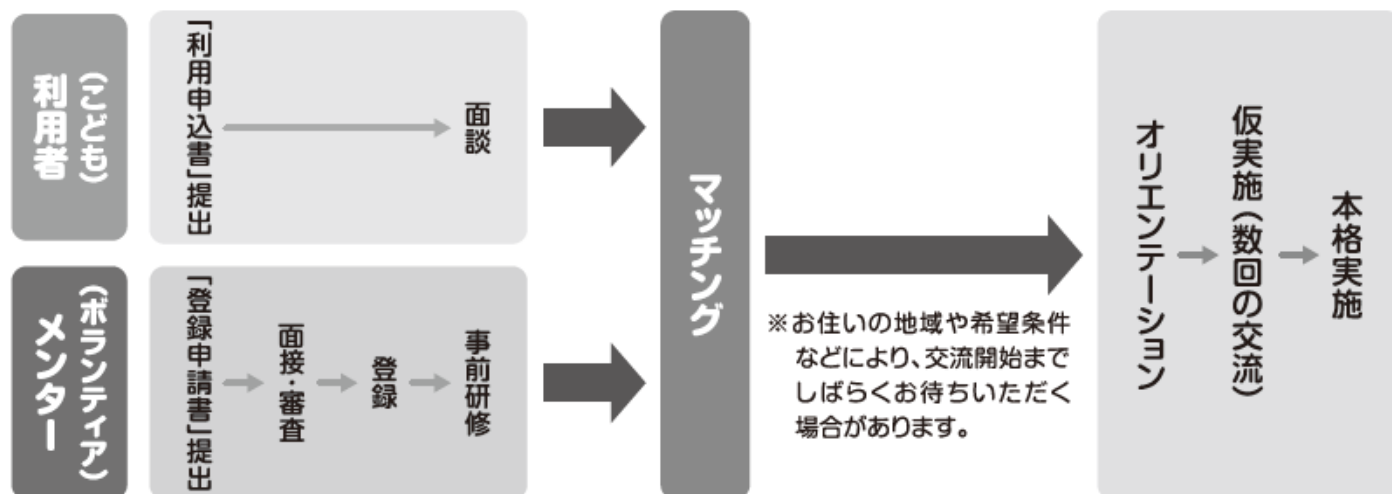 利用者
（こども）
「利用申込書」提出
面談
メンター
（ボランティア）
「登録申請書」提出
面接・審査
登録
事前研修
マッチング
※お住いの地域や希望条件
などにより、交流開始まで
しばらくお待ちいただく
場合があります。
オリエンテーション
仮実施（数回の交流）
本格実施